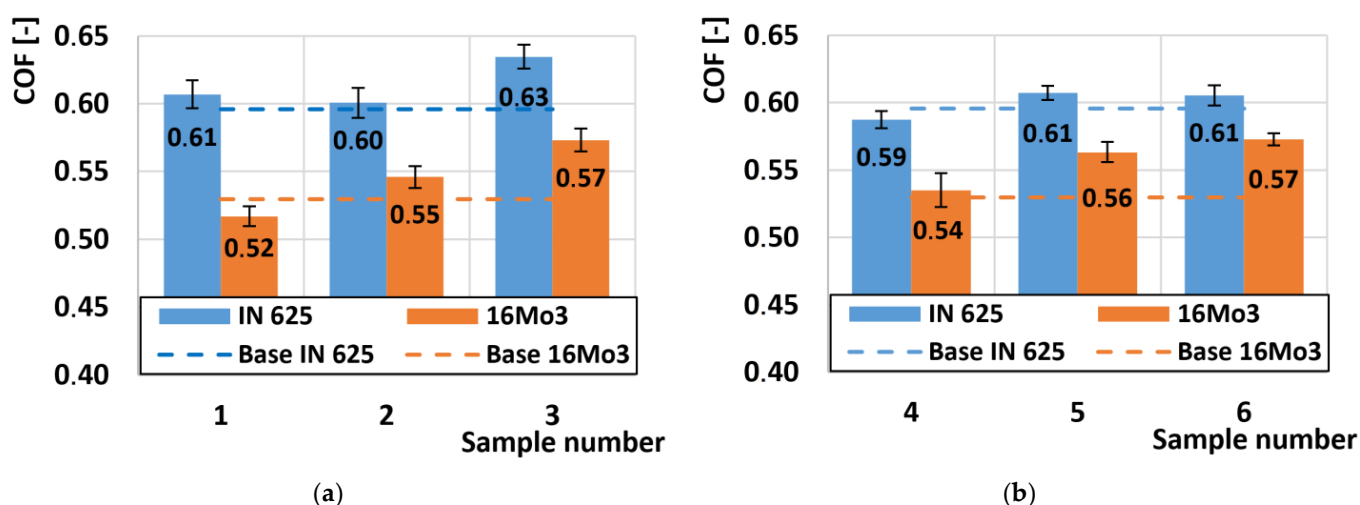 COF [-]
0.65
0.60
0.55
0.50
0.45
0.40
0.61
0.52
0.60
0.55
0.63
0.57
IN 625 16Mo3
Base IN 625 Base 16Mo3
1 2 3
Sample number
(a)
COF [-]
0.65
0.60
0.55
0.50
0.45
0.40
0.59
0.54
0.61
0.56
0.61
0.57
IN 625 16Mo3
Base IN 625 Base 16Mo3
4 5 6
Sample number
(b)